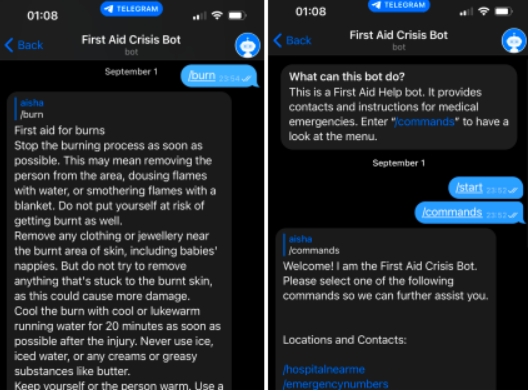 01:08
TELEGRAM
Back
First Aid Crisis Bot
bot
September 1
/burn 23:54
aisha
/burn
First aid for burns
Stop the burning process as soon as
possible. This may mean removing the
person from the area, dousing flames
with water, or smothering flames with a
blanket. Do not put yourself at risk of
getting burnt as well.
Remove any clothing or jewellery near
the burnt area of skin, including babies'
nappies. But do not try to remove
anything that's stuck to the burnt skin,
as this could cause more damage.
Cool the burn with cool or lukewarm
running water for 20 minutes as soon as
possible after the injury. Never use ice,
iced water, or any creams or greasy
substances like butter.
Keep yourself or the person warm. Use a
01:08
TELEGRAM
Back
First Aid Crisis Bot
bot
What can this bot do?
This is a First Aid Help bot. It provides
contacts and instructions for medical
emergencies. Enter "/commands" to have a
look at the menu.
September 1
/start 23:52
/commands 23:52
aisha
/commands
Welcome! I am the First Aid Crisis Bot.
Please select one of the following
commands so we can further assist you.
Locations and Contacts:
/hospitalnearme
/emergencynumbers